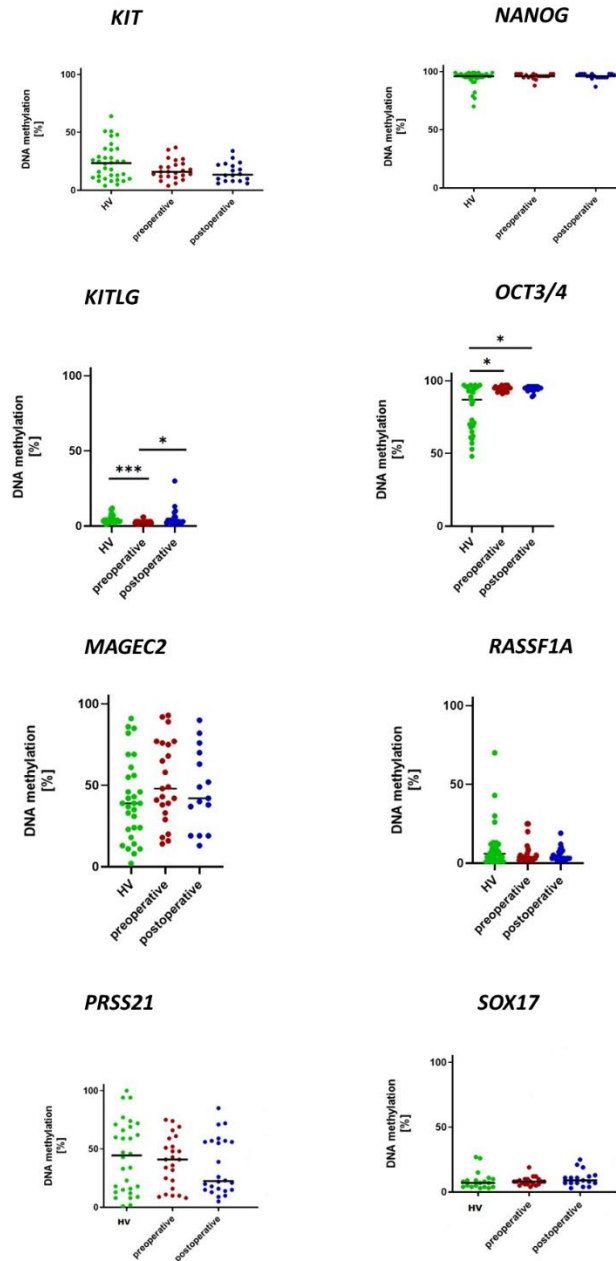 KIT
DNA methylation
[%]
100
50
0
HV
preoperative
postoperative
NANOG
DNA methylation
[%]
100
50
0
HV
preoperative
postoperative
KITLG
DNA methylation
[%]
100
50
0
***
*
HV
preoperative
postoperative
OCT3/4
DNA methylation
[%]
100
50
0
*
*
HV
preoperative
postoperative
MAGEC2
DNA methylation
[%]
100
50
0
HV
preoperative
postoperative
RASSF1A
DNA methylation
[%]
100
50
0
HV
preoperative
postoperative
PRSS21
DNA methylation
[%]
100
50
0
HV
preoperative
postoperative
SOX17
DNA methylation
[%]
100
50
0
HV
preoperative
postoperative